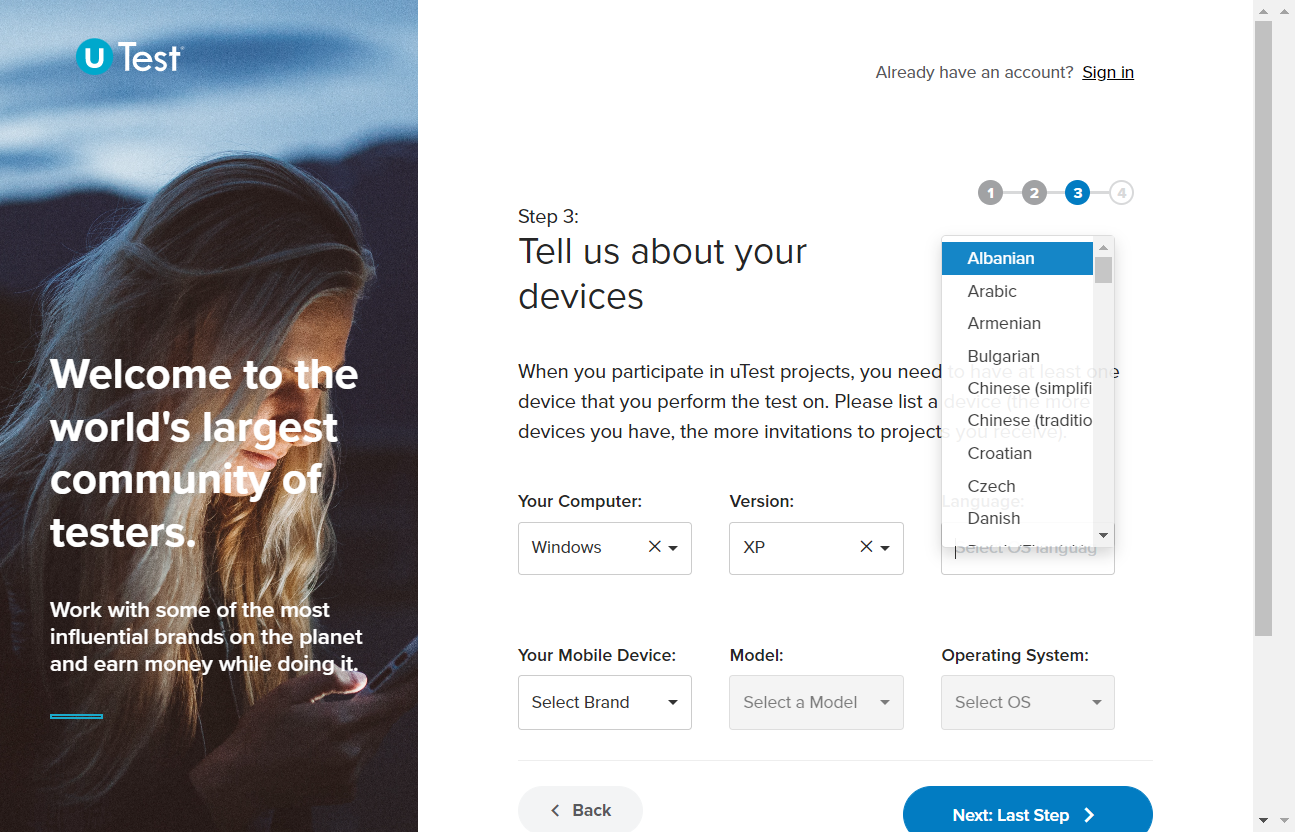 u Test
Already have an account? Sign in
1 2 3 4
Step 3:
Tell us about your
devices
Albanian
Arabic
Armenian
Bulgarian
Chinese (simplifi
Chinese (traditio
Croatian
Czech
Danish
When you participate in uTest projects, you need to have at least one
device that you perform the test on. Please list a device (the more
devices you have, the more invitations to projects you receive).
Your Computer: Version: Language:
Windows XP Select OS languag
Your Mobile Device: Model: Operating System:
Select Brand Select a Model Select OS
Back Next: Last Step
Welcome to the
world's largest
community of
testers.
Work with some of the most
influential brands on the planet
and earn money while doing it.